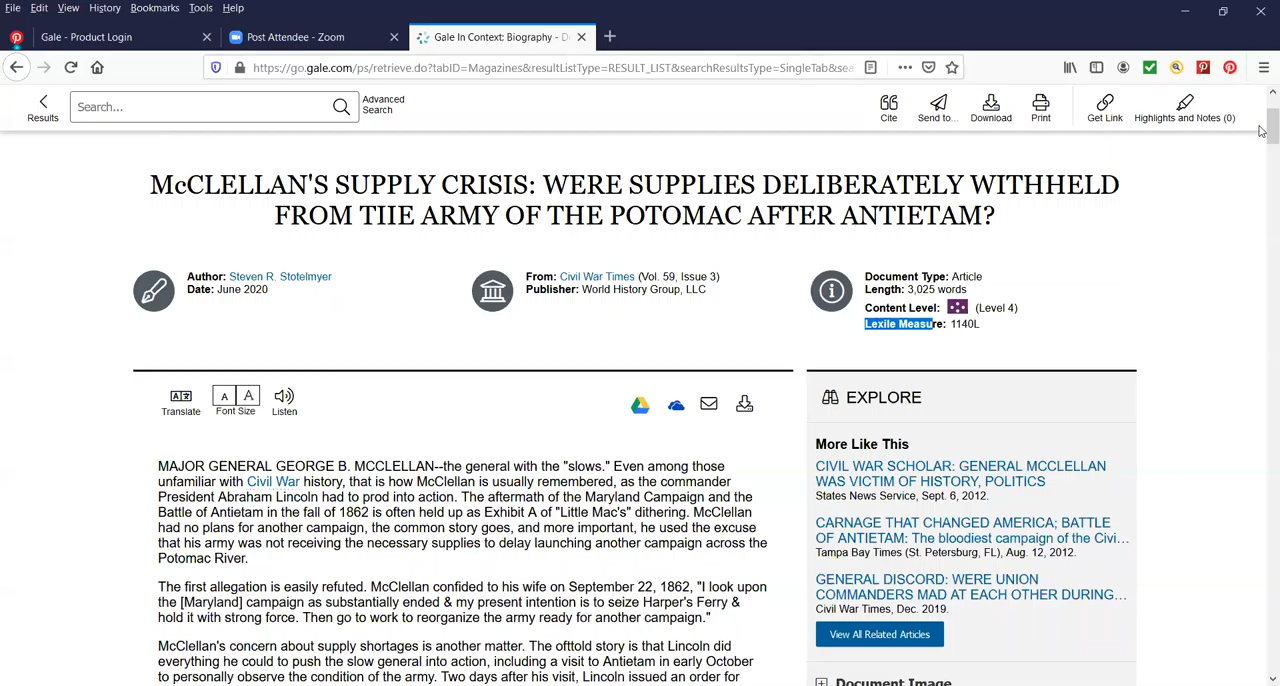 File Edit View History Bookmarks Tools Help
Gale - Product Login
Post Attendee - Zoom
Gale In Context: Biography - D
https://go.gale.com/ps/retrieve.do?tabID=Magazines&resultListType=RESULT_LIST&searchResultsType=SingleTab&sea
Results
Search...
Advanced
Search
Cite
Send to...
Download
Print
Get Link
Highlights and Notes (0)
McCLELLAN'S SUPPLY CRISIS: WERE SUPPLIES DELIBERATELY WITHHELD
FROM TIIE ARMY OF THE POTOMAC AFTER ANTIETAM?
Author: Steven R. Stotelmyer
Date: June 2020
From: Civil War Times (Vol. 59, Issue 3)
Publisher: World History Group, LLC
Document Type: Article
Length: 3,025 words
Content Level: (Level 4)
Lexile Measure: 1140L
Translate
A A
Font Size
Listen
MAJOR GENERAL GEORGE B. MCCLELLAN--the general with the "slows." Even among those
unfamiliar with Civil War history, that is how McClellan is usually remembered, as the commander
President Abraham Lincoln had to prod into action. The aftermath of the Maryland Campaign and the
Battle of Antietam in the fall of 1862 is often held up as Exhibit A of "Little Mac's" dithering. McClellan
had no plans for another campaign, the common story goes, and more important, he used the excuse
that his army was not receiving the necessary supplies to delay launching another campaign across the
Potomac River.
The first allegation is easily refuted. McClellan confided to his wife on September 22, 1862, "I look upon
the [Maryland] campaign as substantially ended & my present intention is to seize Harper's Ferry &
hold it with strong force. Then go to work to reorganize the army ready for another campaign."
McClellan's concern about supply shortages is another matter. The ofttold story is that Lincoln did
everything he could to push the slow general into action, including a visit to Antietam in early October
to personally observe the condition of the army. Two days after his visit, Lincoln issued an order for
EXPLORE
More Like This
CIVIL WAR SCHOLAR: GENERAL MCCLELLAN
WAS VICTIM OF HISTORY, POLITICS
States News Service, Sept. 6, 2012.
CARNAGE THAT CHANGED AMERICA; BATTLE
OF ANTIETAM: The bloodiest campaign of the Civi...
Tampa Bay Times (St. Petersburg, FL), Aug. 12, 2012.
GENERAL DISCORD: WERE UNION
COMMANDERS MAD AT EACH OTHER DURING...
Civil War Times, Dec. 2019.
View All Related Articles
Document Image